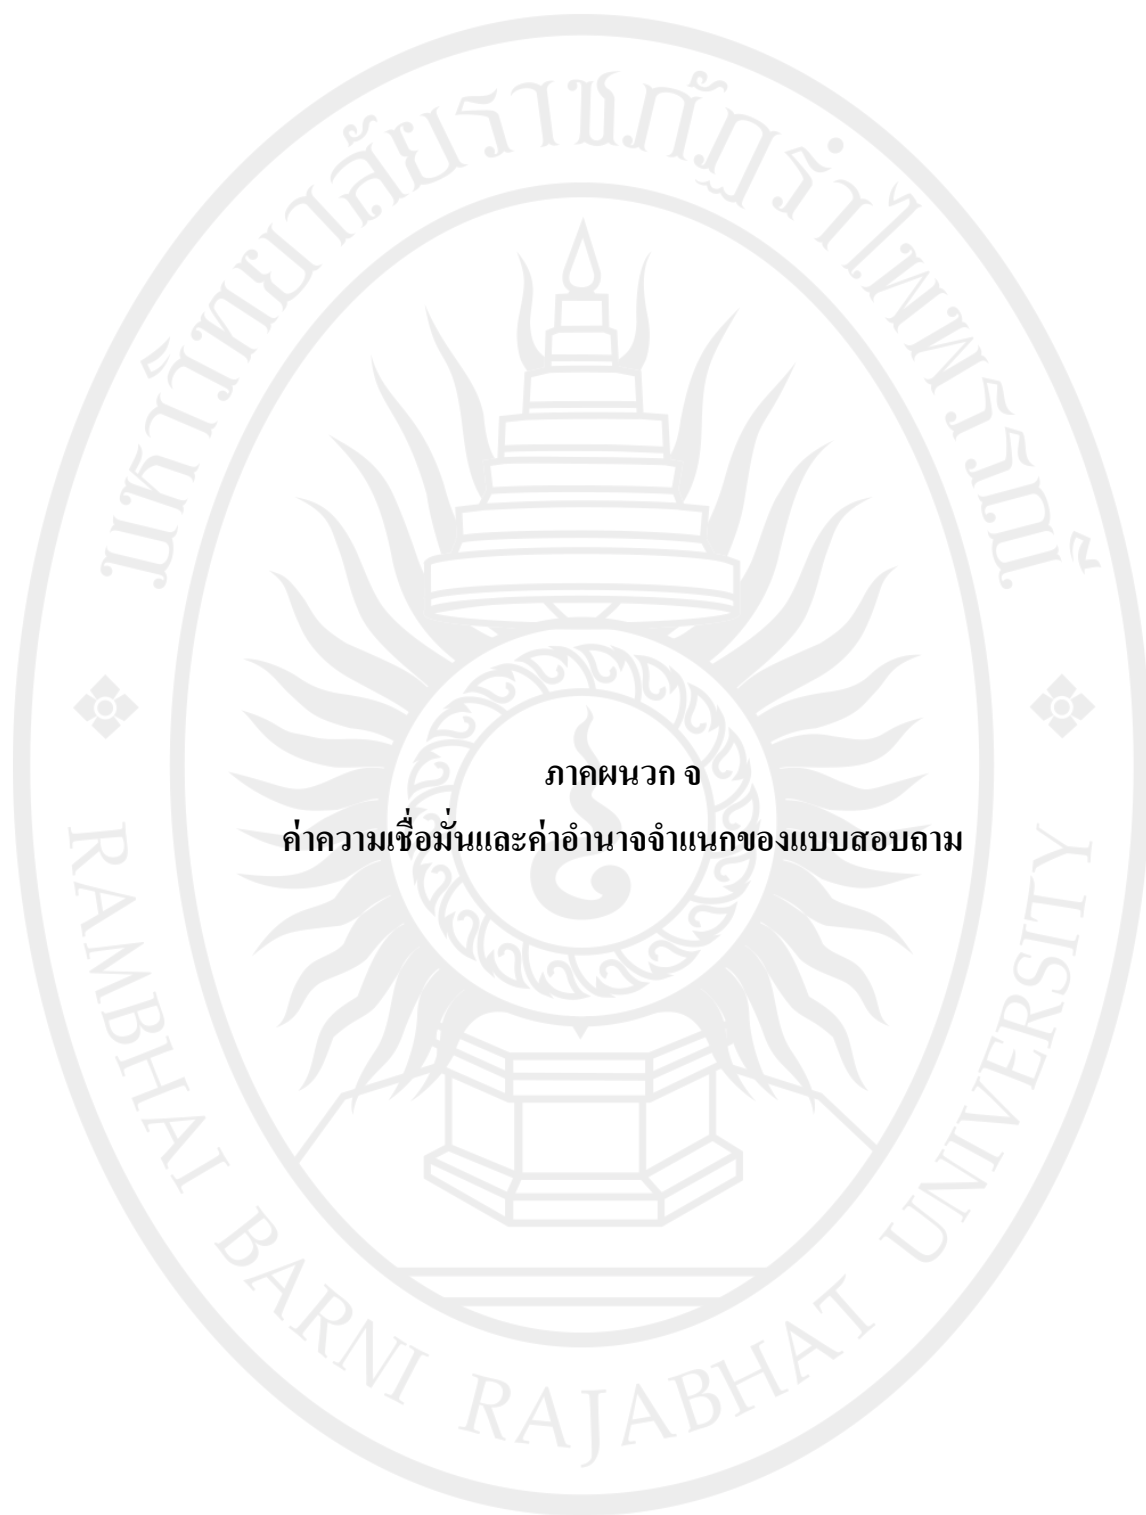 มหาวิทยาลัยราชภัฏรำไพพรรณี
ภาคผนวก จ
ค่าความเชื่อมั่นและค่าอำนาจจำแนกของแบบสอบถาม
RAMBHAI BARNI RAJABHAT UNIVERSITY